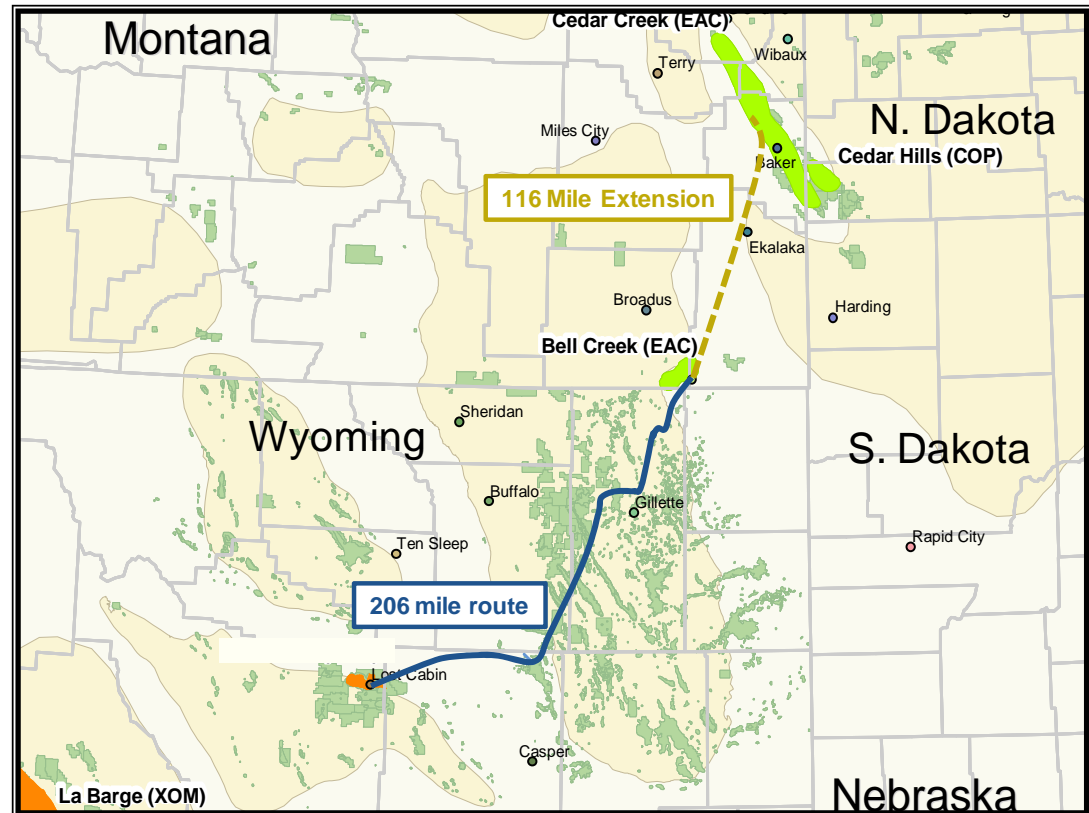 Cedar Creek (EAC)
Montana
Wibaux
Terry
N. Dakota
Miles City
Baker
Cedar Hills (COP)
116 Mile Extension
Ekalaka
Broadus
Harding
Bell Creek (EAC)
Sheridan
Wyoming
S. Dakota
Buffalo
Gillette
Rapid City
Ten Sleep
206 mile route
Lost Cabin
Casper
La Barge (XOM)
Nebraska